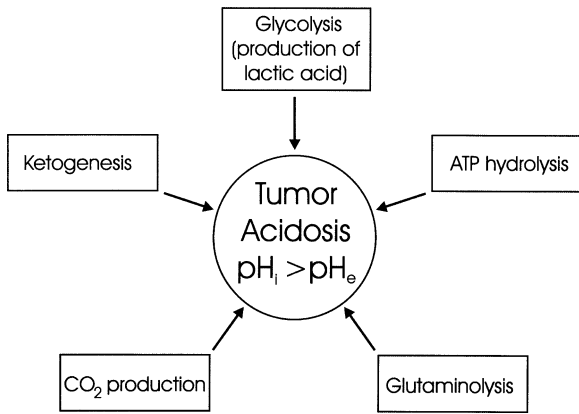 Glycolysis
(production of
lactic acid)
Ketogenesis
ATP hydrolysis
Tumor
Acidosis
pHᵢ >pHₑ
CO₂ production
Glutaminolysis